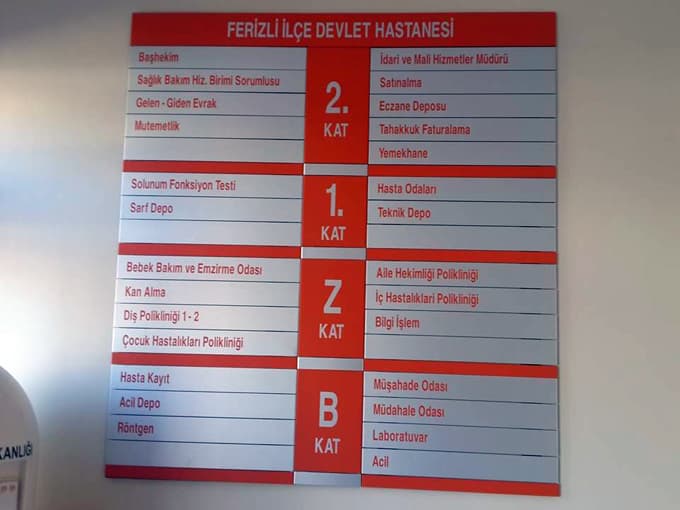 FERİZLİ İLÇE DEVLET HASTANESİ
Başhekim
Sağlık Bakım Hiz. Birimi Sorumlusu
Gelen - Giden Evrak
Mutemetlik
2.
KAT
İdari ve Mali Hizmetler Müdürü
Satınalma
Eczane Deposu
Tahakkuk Faturalama
Yemekhane
Solunum Fonksiyon Testi
Sarf Depo
1.
KAT
Hasta Odaları
Teknik Depo
Bebek Bakım ve Emzirme Odası
Kan Alma
Diş Polikliniği 1 - 2
Çocuk Hastalıkları Polikliniği
Z
KAT
Aile Hekimliği Polikliniği
İç Hastalıklari Polikliniği
Bilgi İşlem
Hasta Kayıt
Acil Depo
Röntgen
B
KAT
Müşahade Odası
Müdahale Odası
Laboratuvar
Acil
KANLIĞI